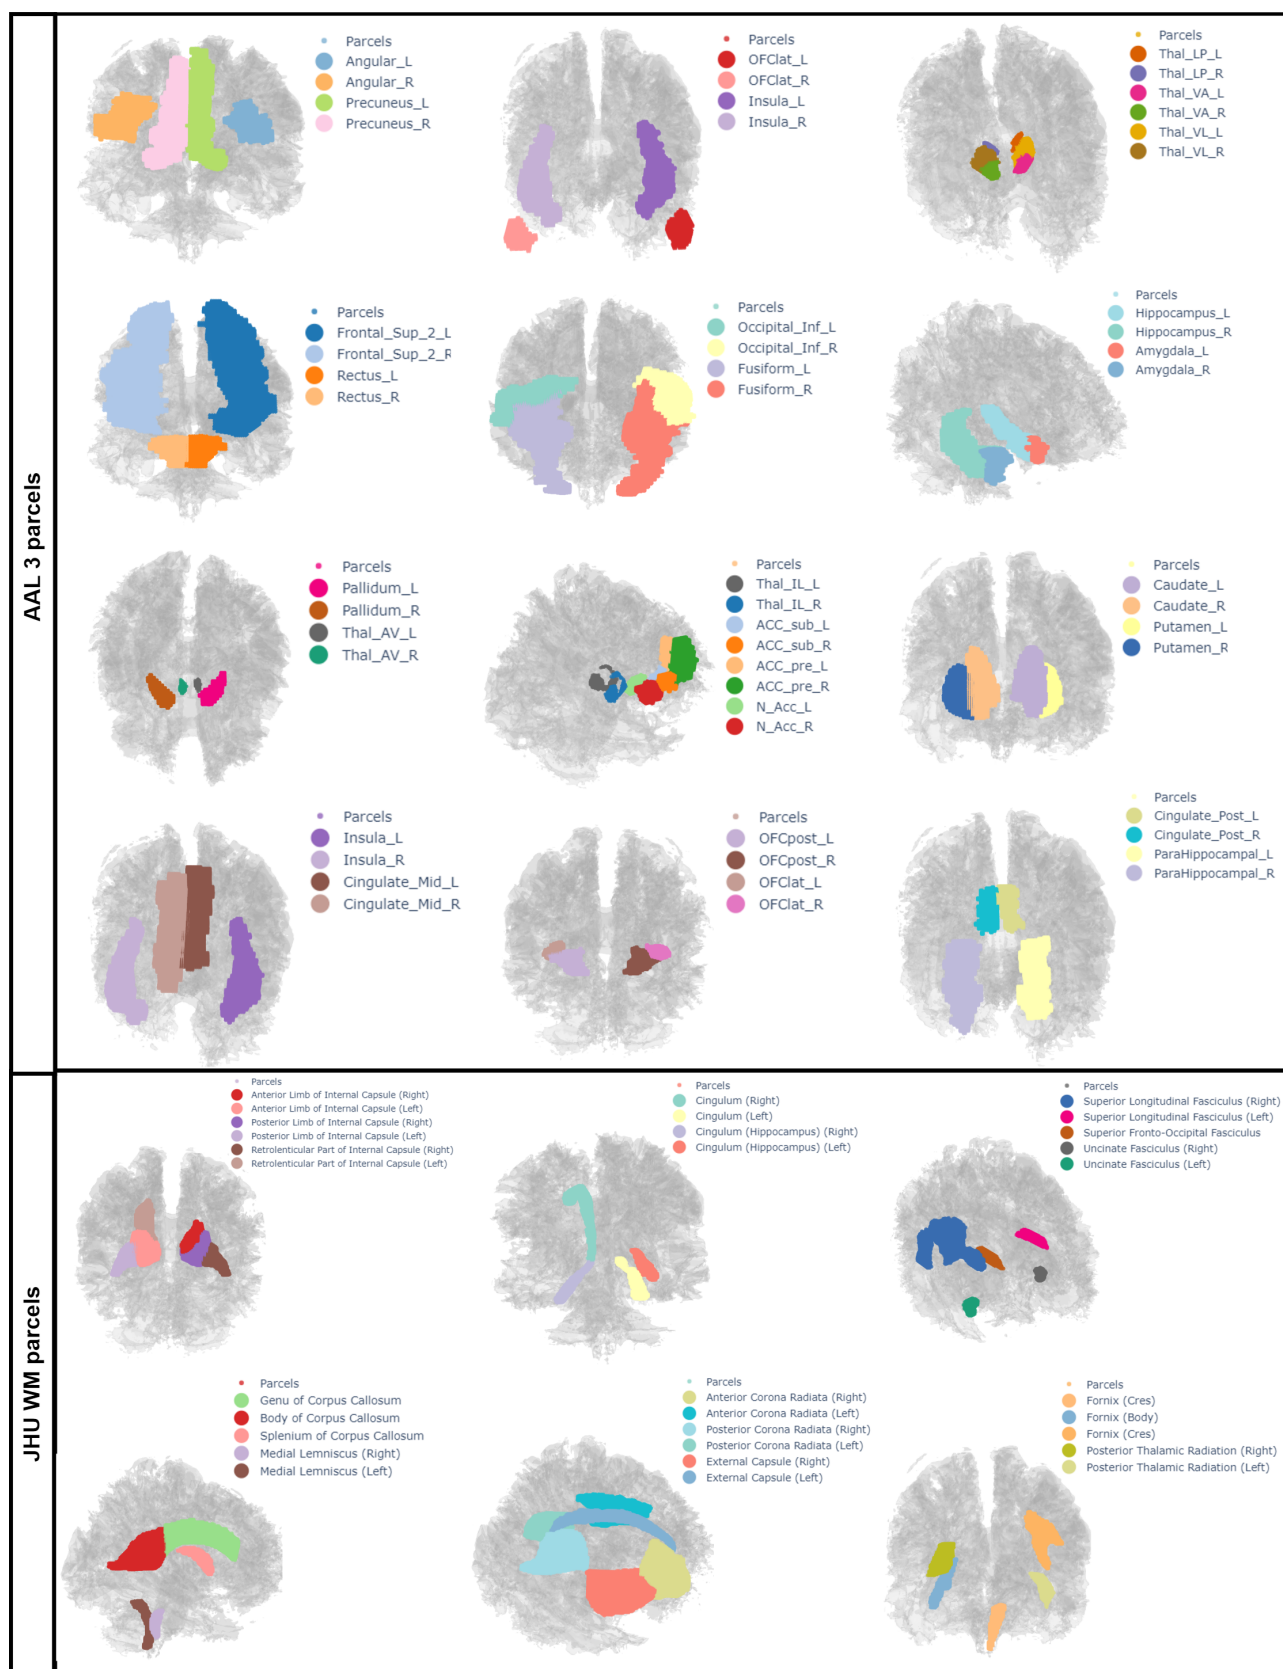 AAL 3 parcels
Parcels
Angular_L
Angular_R
Precuneus_L
Precuneus_R
Parcels
OFClat_L
OFClat_R
Insula_L
Insula_R
Parcels
Thal_LP_L
Thal_LP_R
Thal_VA_L
Thal_VA_R
Thal_VL_L
Thal_VL_R
Parcels
Frontal_Sup_2_L
Frontal_Sup_2_R
Rectus_L
Rectus_R
Parcels
Occipital_Inf_L
Occipital_Inf_R
Fusiform_L
Fusiform_R
Parcels
Hippocampus_L
Hippocampus_R
Amygdala_L
Amygdala_R
Parcels
Pallidum_L
Pallidum_R
Thal_AV_L
Thal_AV_R
Parcels
Thal_IL_L
Thal_IL_R
ACC_sub_L
ACC_sub_R
ACC_pre_L
ACC_pre_R
N_Acc_L
N_Acc_R
Parcels
Caudate_L
Caudate_R
Putamen_L
Putamen_R
Parcels
Insula_L
Insula_R
Cingulate_Mid_L
Cingulate_Mid_R
Parcels
OFCpost_L
OFCpost_R
OFClat_L
OFClat_R
Parcels
Cingulate_Post_L
Cingulate_Post_R
ParaHippocampal_L
ParaHippocampal_R
JHU WM parcels
Parcels
Anterior Limb of Internal Capsule (Right)
Anterior Limb of Internal Capsule (Left)
Posterior Limb of Internal Capsule (Right)
Posterior Limb of Internal Capsule (Left)
Retrolenticular Part of Internal Capsule (Right)
Retrolenticular Part of Internal Capsule (Left)
Parcels
Cingulum (Right)
Cingulum (Left)
Cingulum (Hippocampus) (Right)
Cingulum (Hippocampus) (Left)
Parcels
Superior Longitudinal Fasciculus (Right)
Superior Longitudinal Fasciculus (Left)
Superior Fronto-Occipital Fasciculus
Uncinate Fasciculus (Right)
Uncinate Fasciculus (Left)
Parcels
Genu of Corpus Callosum
Body of Corpus Callosum
Splenium of Corpus Callosum
Medial Lemniscus (Right)
Medial Lemniscus (Left)
Parcels
Anterior Corona Radiata (Right)
Anterior Corona Radiata (Left)
Posterior Corona Radiata (Right)
Posterior Corona Radiata (Left)
External Capsule (Right)
External Capsule (Left)
Parcels
Fornix (Cres)
Fornix (Body)
Fornix (Cres)
Posterior Thalamic Radiation (Right)
Posterior Thalamic Radiation (Left)